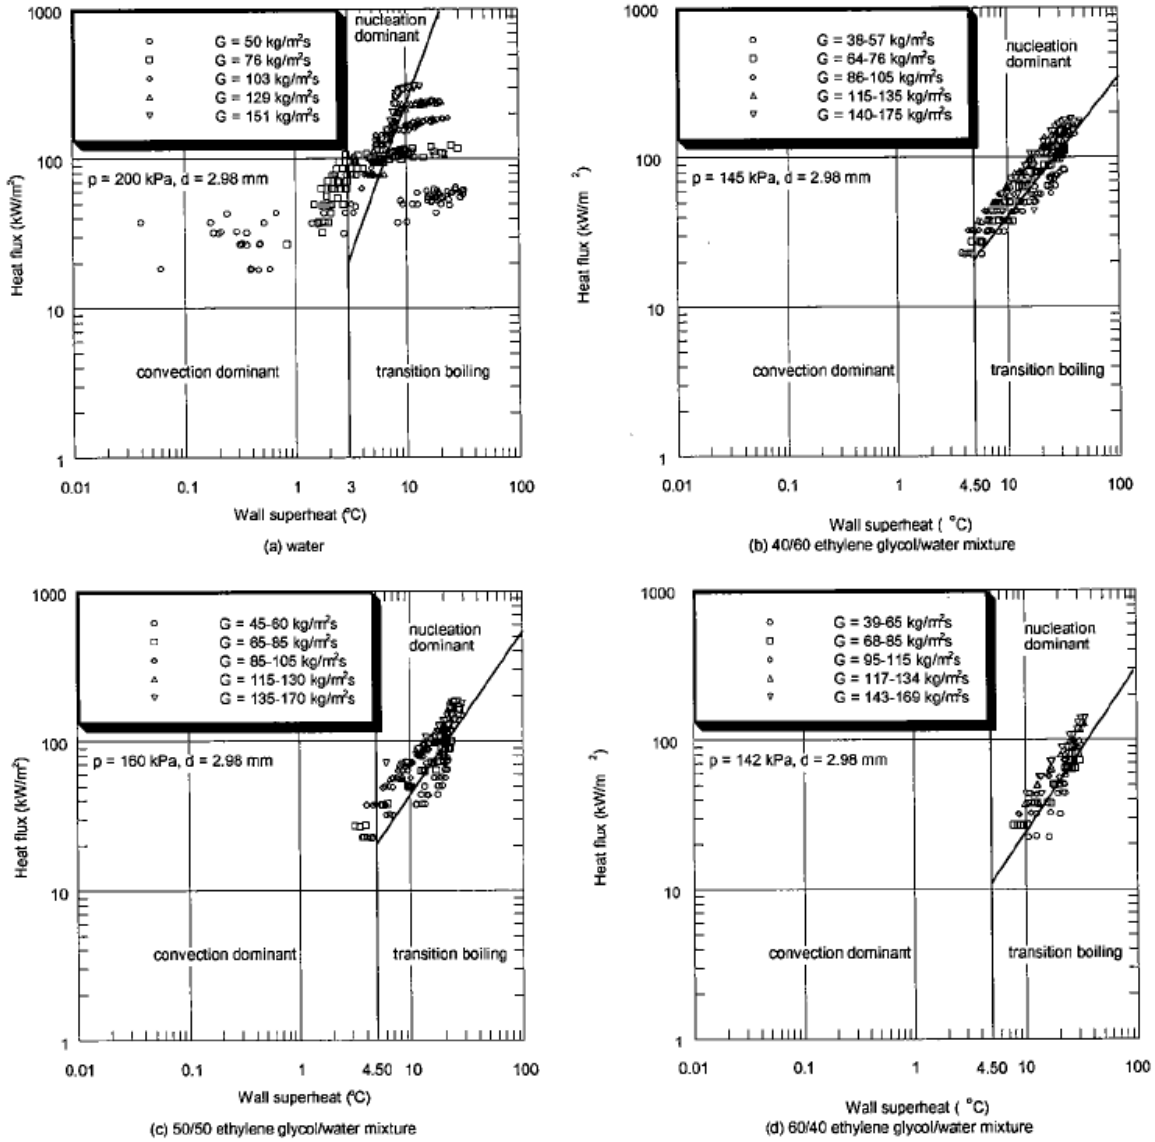 1000
100
10
1
Heat flux (kW/m²)
G = 50 kg/m²s
G = 76 kg/m²s
G = 103 kg/m²s
G = 129 kg/m²s
G = 151 kg/m²s
nucleation
dominant
p = 200 kPa, d = 2.98 mm
convection dominant
transition boiling
0.01
0.1
1
3
10
100
Wall superheat (°C)
(a) water
1000
100
10
1
Heat flux (kW/m ²)
G = 38-57 kg/m²s
G = 64-76 kg/m²s
G = 86-105 kg/m²s
G = 115-135 kg/m²s
G = 140-175 kg/m²s
nucleation
dominant
p = 145 kPa, d = 2.98 mm
convection dominant
transition boiling
0.01
0.1
1
4.50
10
100
Wall superheat ( °C)
(b) 40/60 ethylene glycol/water mixture
1000
100
10
1
Heat flux (kW/m²)
G = 45-60 kg/m²s
G = 65-85 kg/m²s
G = 85-105 kg/m²s
G = 115-130 kg/m²s
G = 135-170 kg/m²s
nucleation
dominant
p = 160 kPa, d = 2.98 mm
convection dominant
transition boiling
0.01
0.1
1
4.50
10
100
Wall superheat (°C)
(c) 50/50 ethylene glycol/water mixture
1000
100
10
1
Heat flux (kW/m ²)
G = 39-65 kg/m²s
G = 68-85 kg/m²s
G = 95-115 kg/m²s
G = 117-134 kg/m²s
G = 143-169 kg/m²s
nucleation
dominant
p = 142 kPa, d = 2.98 mm
convection dominant
transition boiling
0.01
0.1
1
4.50
10
100
Wall superheat ( °C)
(d) 60/40 ethylene glycol/water mixture